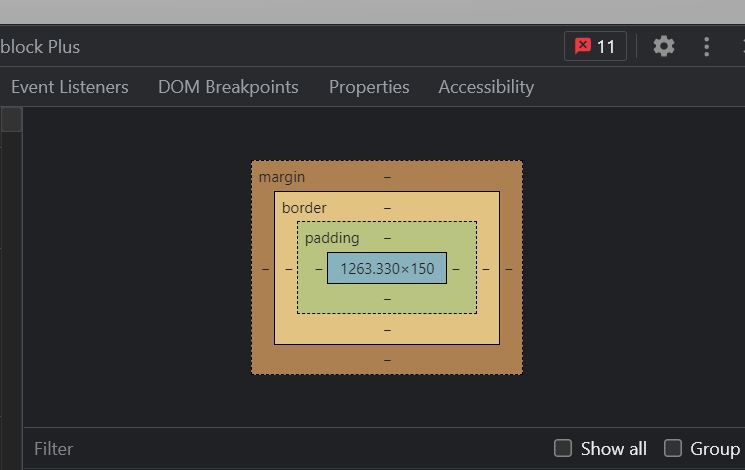 block Plus
11
Event Listeners DOM Breakpoints Properties Accessibility
margin –
border –
padding –
– – – 1263.330×150 – – –
–
–
–
Filter Show all Group